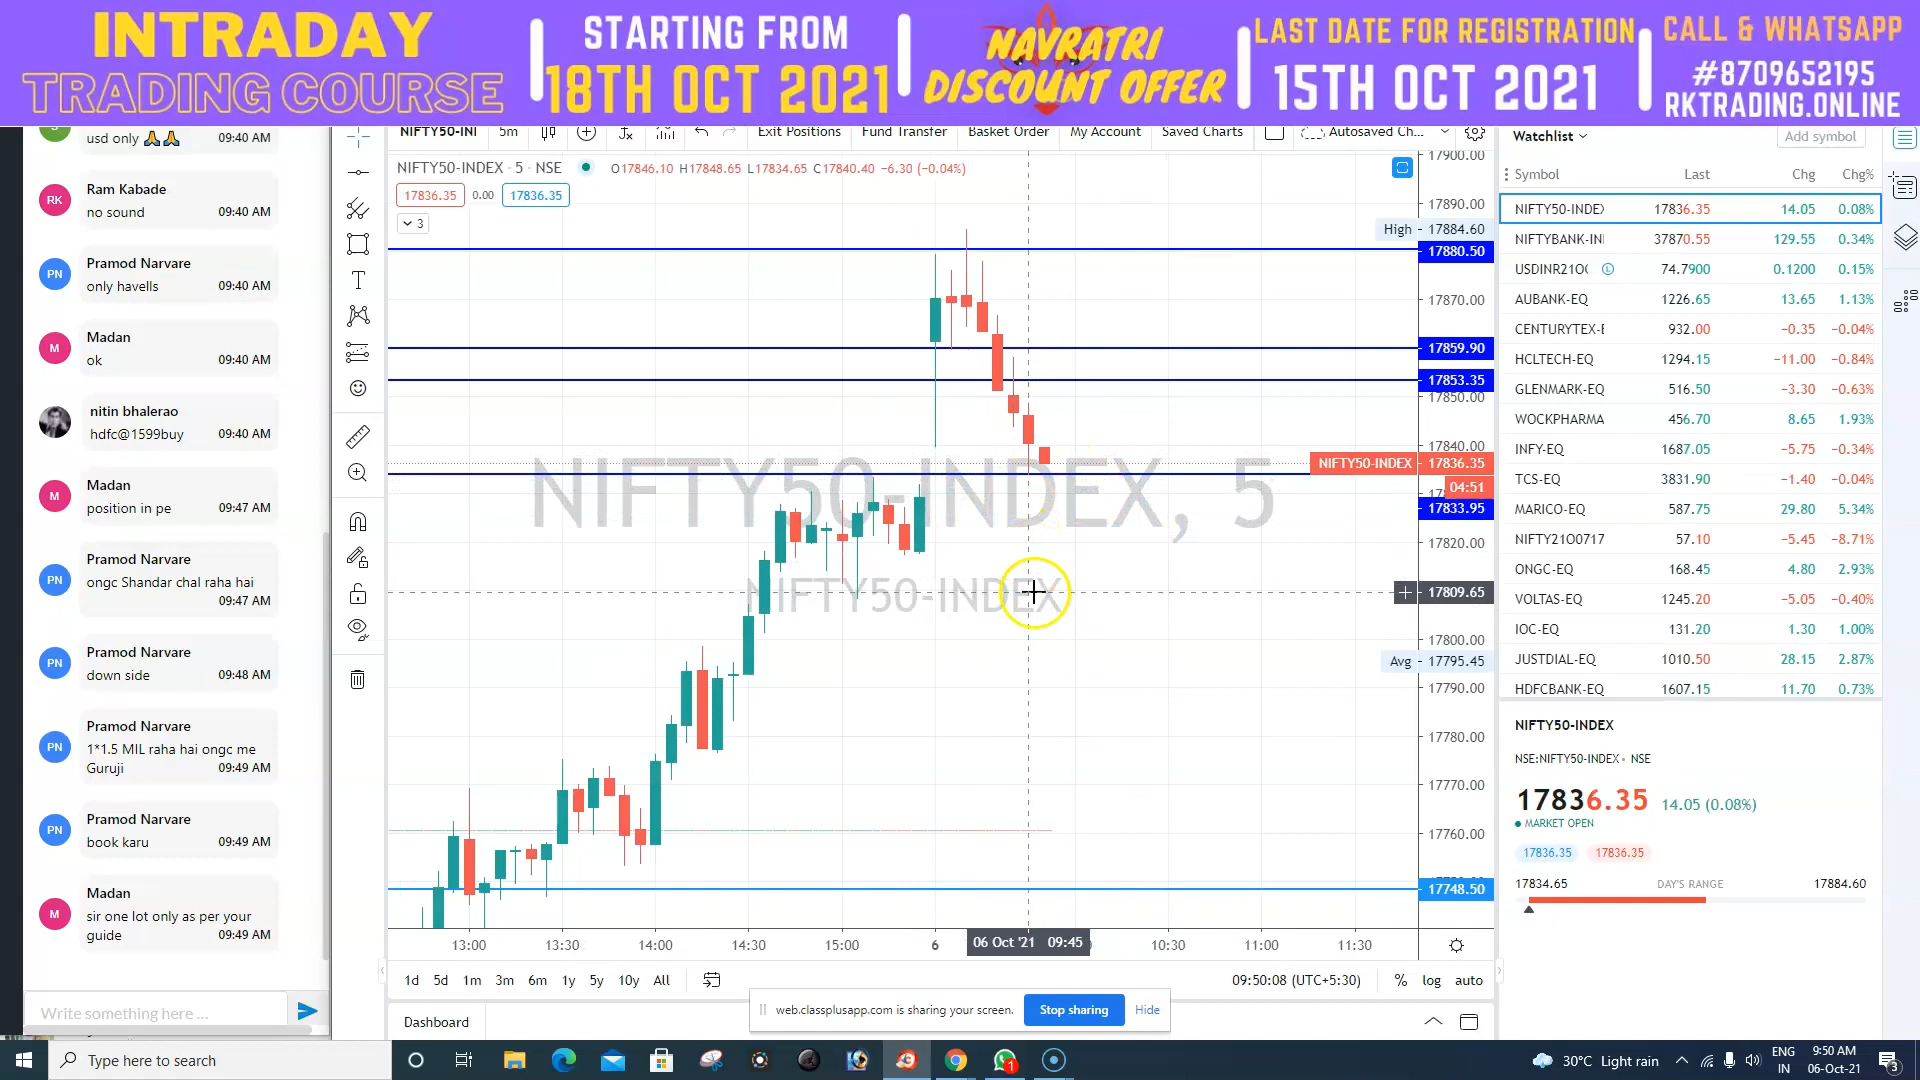 INTRADAY
TRADING COURSE
STARTING FROM
18TH OCT 2021
NAVRATRI
DISCOUNT OFFER
LAST DATE FOR REGISTRATION
15TH OCT 2021
CALL & WHATSAPP
#8709652195
RKTRADING.ONLINE
usd only 🙏🙏 09:40 AM
RK Ram Kabade
no sound 09:40 AM
PN Pramod Narvare
only havells 09:40 AM
M Madan
ok 09:40 AM
nitin bhalerao
hdfc@1599buy 09:40 AM
M Madan
position in pe 09:47 AM
PN Pramod Narvare
ongc Shandar chal raha hai
09:47 AM
PN Pramod Narvare
down side 09:48 AM
PN Pramod Narvare
1*1.5 MIL raha hai ongc me
Guruji 09:49 AM
PN Pramod Narvare
book karu 09:49 AM
M Madan
sir one lot only as per your
guide 09:49 AM
Write something here ...
NIFTY50-INI 5m Exit Positions Fund Transfer Basket Order My Account Saved Charts Autosaved Ch...
NIFTY50-INDEX · 5 · NSE O17846.10 H17848.65 L17834.65 C17840.40 −6.30 (−0.04%)
17836.35 0.00 17836.35
3
NIFTY50-INDEX, 5
NIFTY50-INDEX
17900.00
17890.00
High - 17884.60
17880.50
17870.00
17859.90
17853.35
17850.00
17840.00
NIFTY50-INDEX 17836.35
04:51
17833.95
17820.00
17809.65
17800.00
Avg - 17795.45
17790.00
17780.00
17770.00
17760.00
17748.50
13:00 13:30 14:00 14:30 15:00 6 06 Oct '21 09:45 10:30 11:00 11:30
1d 5d 1m 3m 6m 1y 5y 10y All 09:50:08 (UTC+5:30) % log auto
Dashboard
web.classplusapp.com is sharing your screen. Stop sharing Hide
Watchlist Add symbol
Symbol Last Chg Chg%
NIFTY50-INDEX 17836.35 14.05 0.08%
NIFTYBANK-INI 37870.55 129.55 0.34%
USDINR21O( L 74.7900 0.1200 0.15%
AUBANK-EQ 1226.65 13.65 1.13%
CENTURYTEX-E 932.00 −0.35 −0.04%
HCLTECH-EQ 1294.15 −11.00 −0.84%
GLENMARK-EQ 516.50 −3.30 −0.63%
WOCKPHARMA 456.70 8.65 1.93%
INFY-EQ 1687.05 −5.75 −0.34%
TCS-EQ 3831.90 −1.40 −0.04%
MARICO-EQ 587.75 29.80 5.34%
NIFTY21O0717 57.10 −5.45 −8.71%
ONGC-EQ 168.45 4.80 2.93%
VOLTAS-EQ 1245.20 −5.05 −0.40%
IOC-EQ 131.20 1.30 1.00%
JUSTDIAL-EQ 1010.50 28.15 2.87%
HDFCBANK-EQ 1607.15 11.70 0.73%
NIFTY50-INDEX
NSE:NIFTY50-INDEX · NSE
17836.35 14.05 (0.08%)
MARKET OPEN
17836.35 17836.35
17834.65 DAY'S RANGE 17884.60
Type here to search
1
30°C Light rain
ENG
IN
9:50 AM
06-Oct-21
3